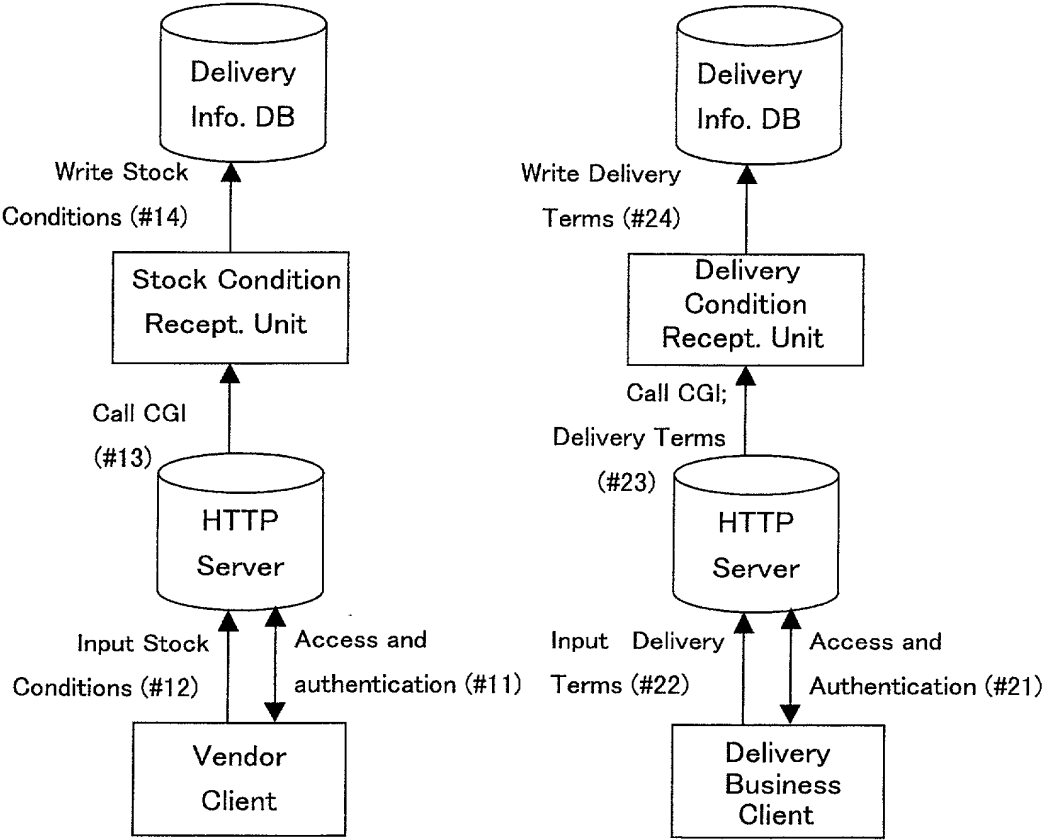 Delivery
Info. DB
Write Stock
Conditions (#14)
Stock Condition
Recept. Unit
Call CGI
(#13)
HTTP
Server
Input Stock
Conditions (#12)
Access and
authentication (#11)
Vendor
Client
Delivery
Info. DB
Write Delivery
Terms (#24)
Delivery
Condition
Recept. Unit
Call CGI;
Delivery Terms
(#23)
HTTP
Server
Input Delivery
Terms (#22)
Access and
Authentication (#21)
Delivery
Business
Client